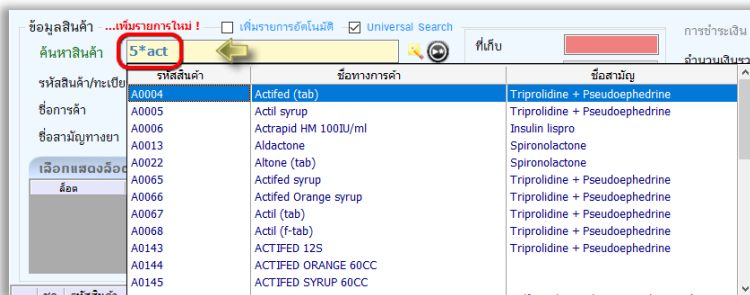 ข้อมูลสินค้า - ...เพิ่มรายการใหม่ ! เพิ่มรายการอัตโนมัติ Universal Search
ค้นหาสินค้า 5*act ที่เก็บ การชำระเงิน
รหัสสินค้า ชื่อทางการค้า ชื่อสามัญ
รหัสสินค้า/ทะเบีย A0004 Actifed (tab) Triprolidine + Pseudoephedrine
A0005 Actil syrup Triprolidine + Pseudoephedrine
ชื่อการค้า A0006 Actrapid HM 100IU/ml Insulin lispro
A0013 Aldactone Spironolactone
ชื่อสามัญทางยา A0022 Altone (tab) Spironolactone
เลือกแสดงล็อต A0065 Actifed syrup Triprolidine + Pseudoephedrine
ล็อต A0066 Actifed Orange syrup Triprolidine + Pseudoephedrine
A0067 Actil (tab) Triprolidine + Pseudoephedrine
A0068 Actil (f-tab) Triprolidine + Pseudoephedrine
A0143 ACTIFED 12S Triprolidine + Pseudoephedrine
A0144 ACTIFED ORANGE 60CC
A0145 ACTIFED SYRUP 60CC